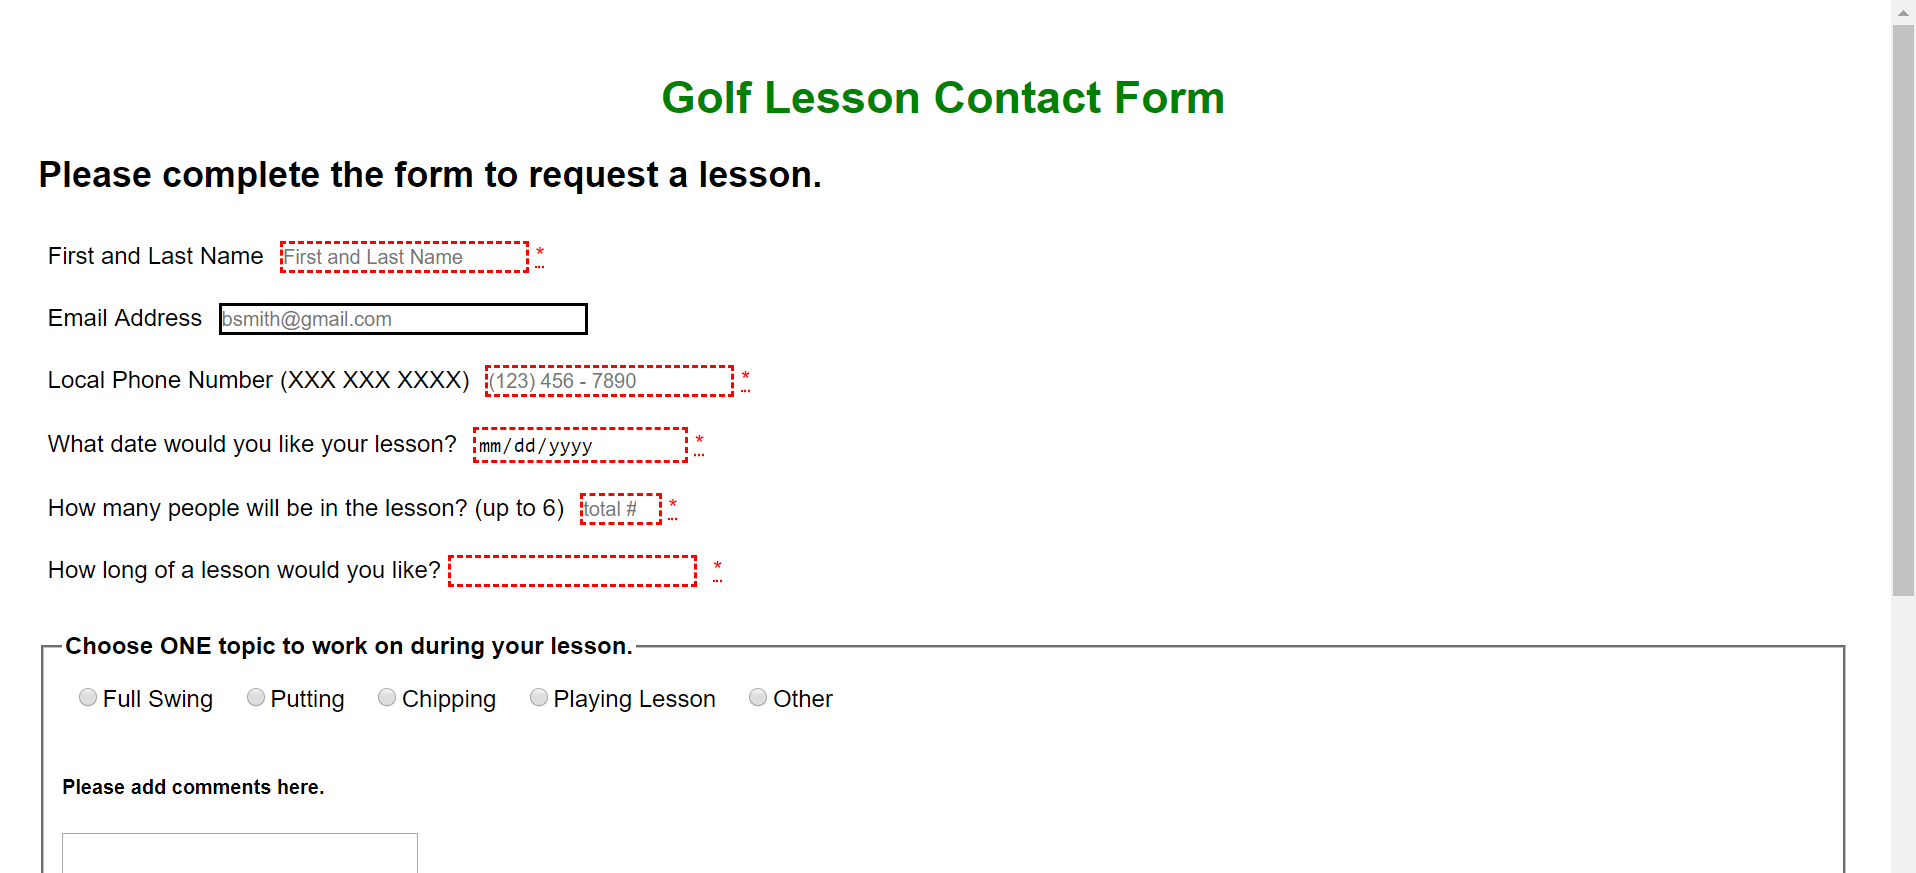 Golf Lesson Contact Form
Please complete the form to request a lesson.
First and Last Name First and Last Name *
Email Address bsmith@gmail.com
Local Phone Number (XXX XXX XXXX) (123) 456 - 7890 *
What date would you like your lesson? mm/dd/yyyy *
How many people will be in the lesson? (up to 6) total # *
How long of a lesson would you like? *
Choose ONE topic to work on during your lesson.
Full Swing Putting Chipping Playing Lesson Other
Please add comments here.